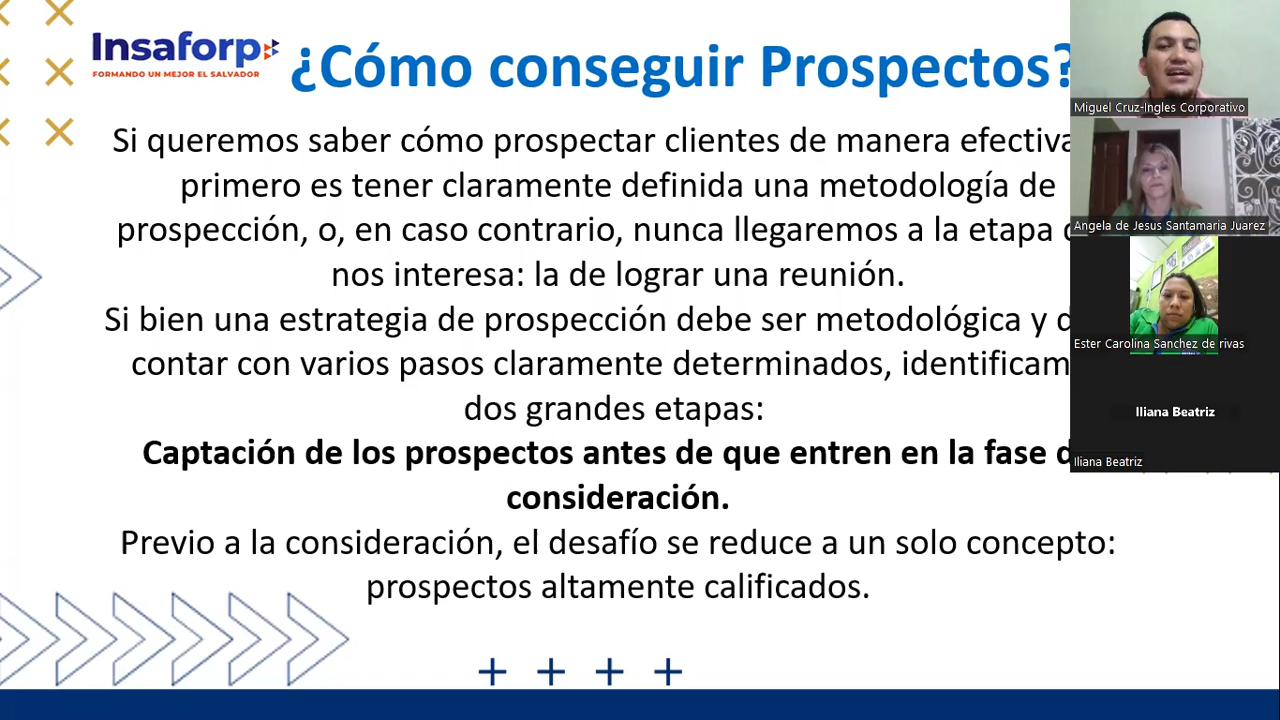 Insaforp
FORMANDO UN MEJOR EL SALVADOR
¿Cómo conseguir Prospectos?
Si queremos saber cómo prospectar clientes de manera efectiva
primero es tener claramente definida una metodología de
prospección, o, en caso contrario, nunca llegaremos a la etapa
nos interesa: la de lograr una reunión.
Si bien una estrategia de prospección debe ser metodológica y
contar con varios pasos claramente determinados, identificam
dos grandes etapas:
Captación de los prospectos antes de que entren en la fase
consideración.
Previo a la consideración, el desafío se reduce a un solo concepto:
prospectos altamente calificados.
Miguel Cruz-Ingles Corporativo
Angela de Jesus Santamaria Juarez
Ester Carolina Sanchez de rivas
Iliana Beatriz
Iliana Beatriz